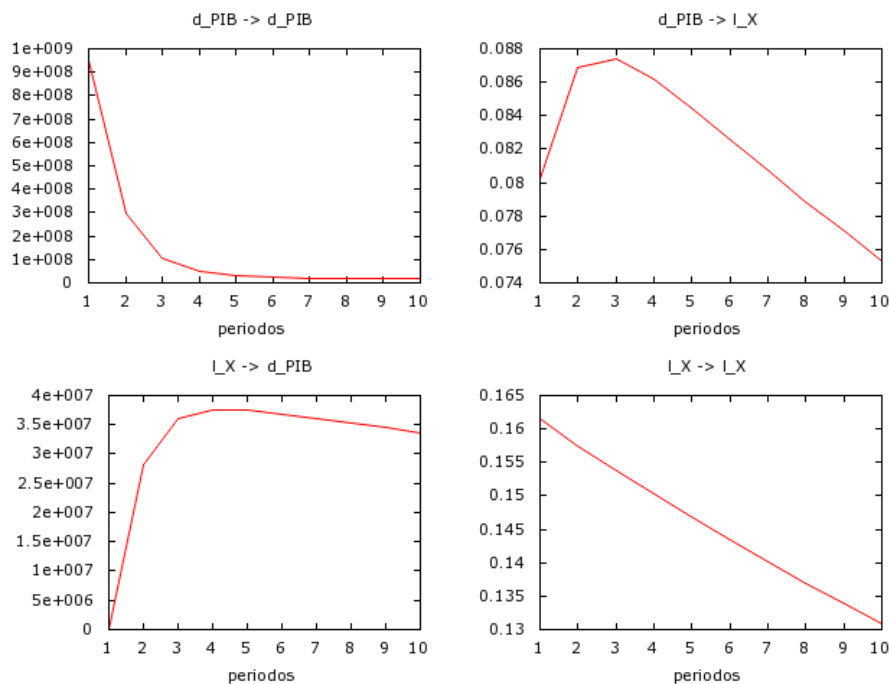 d_PIB -> d_PIB
1e+009
9e+008
8e+008
7e+008
6e+008
5e+008
4e+008
3e+008
2e+008
1e+008
0
1 2 3 4 5 6 7 8 9 10
periodos
d_PIB -> l_X
0.088
0.086
0.084
0.082
0.08
0.078
0.076
0.074
1 2 3 4 5 6 7 8 9 10
periodos
l_X -> d_PIB
4e+007
3.5e+007
3e+007
2.5e+007
2e+007
1.5e+007
1e+007
5e+006
0
1 2 3 4 5 6 7 8 9 10
periodos
l_X -> l_X
0.165
0.16
0.155
0.15
0.145
0.14
0.135
0.13
1 2 3 4 5 6 7 8 9 10
periodos